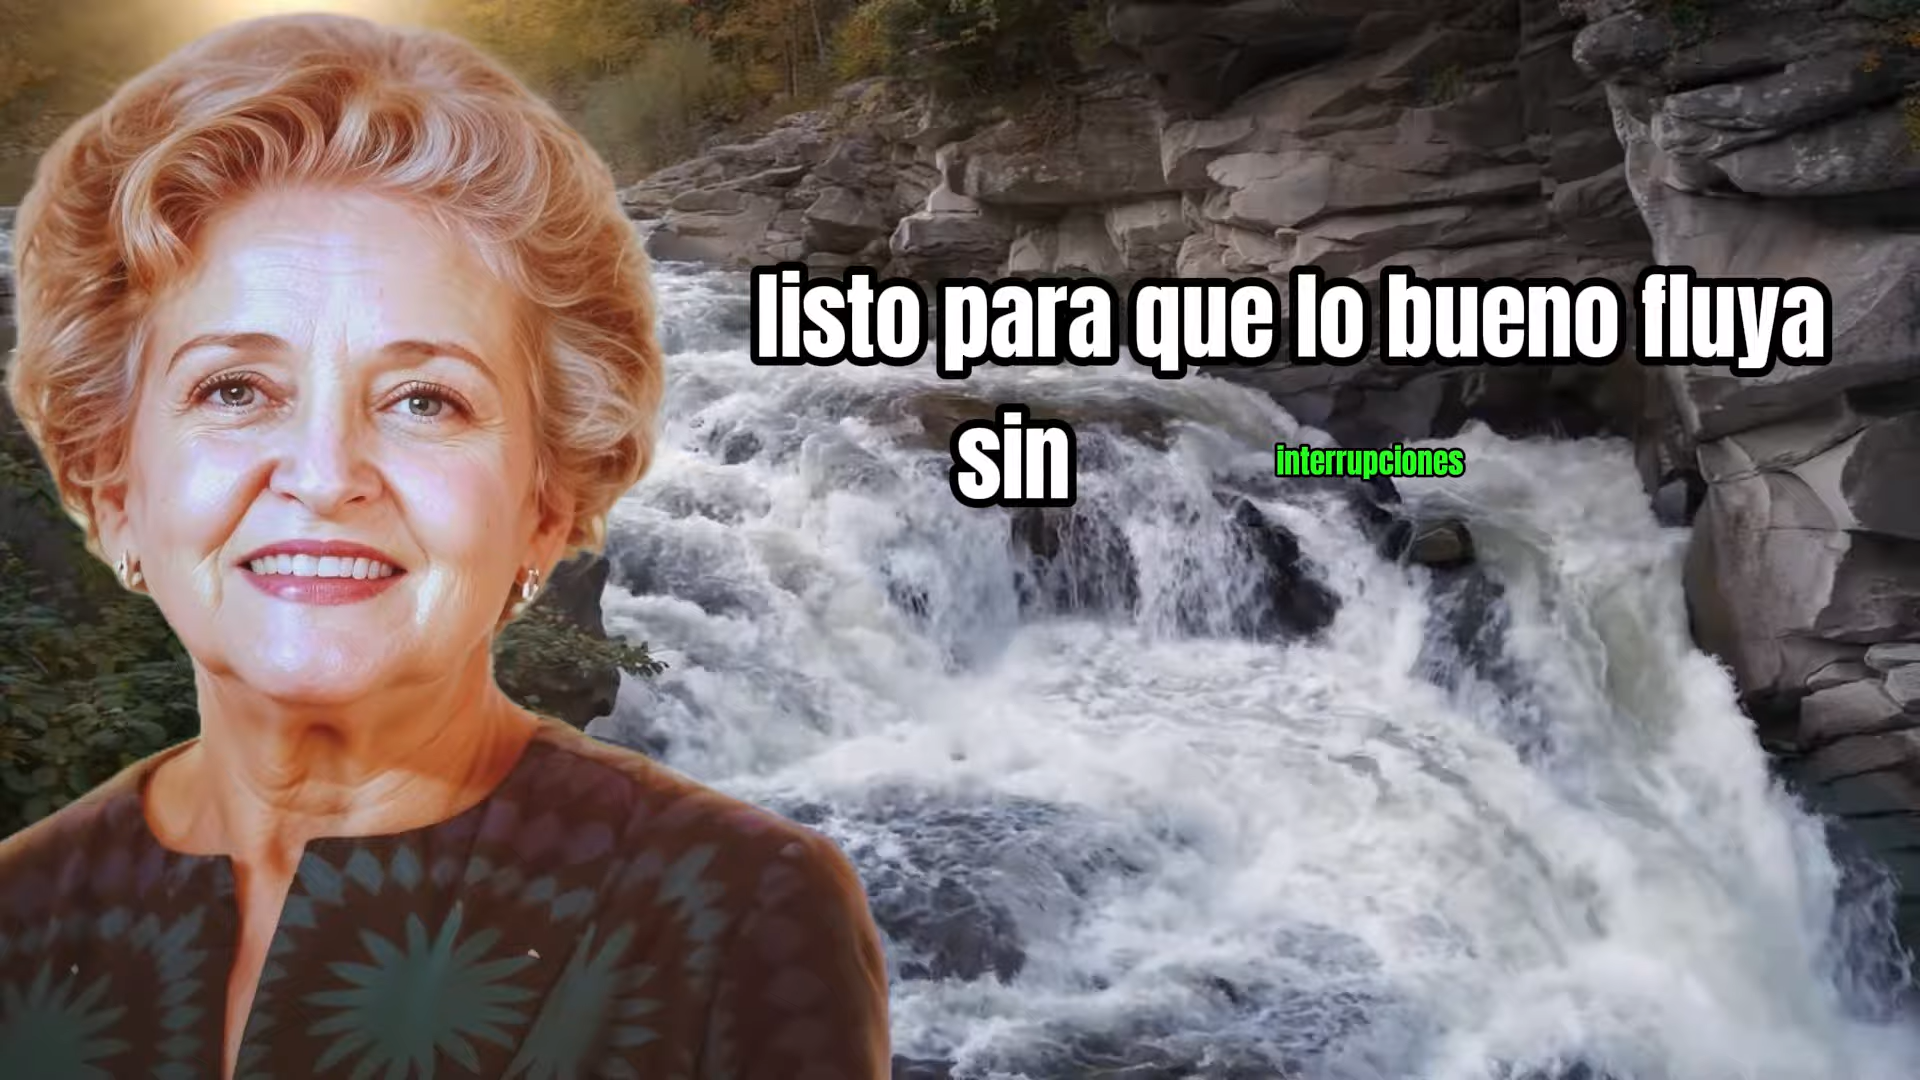 listo para que lo bueno fluya
sin interrupciones